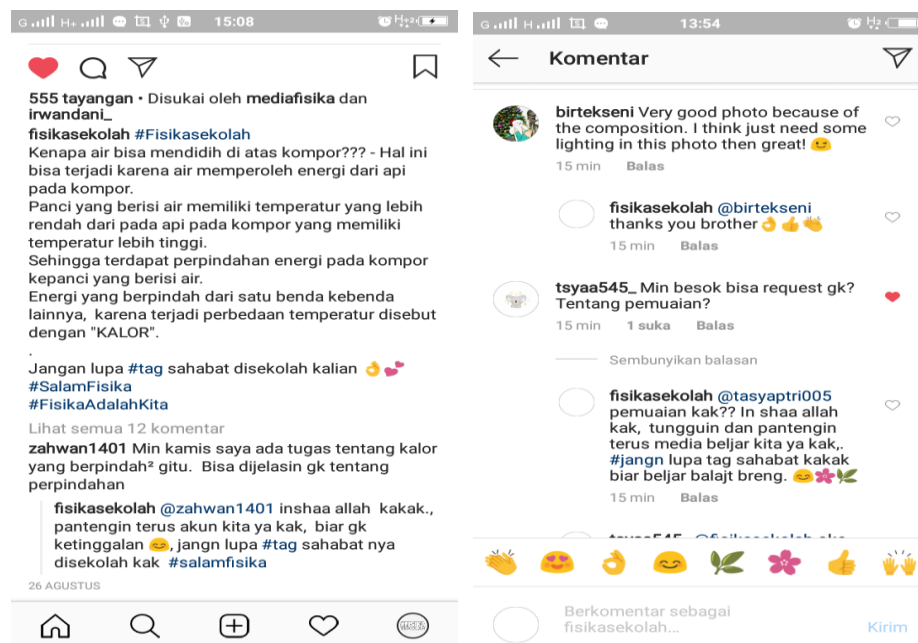 15:08
555 tayangan • Disukai oleh mediafisika dan
irwandani_
fisikasekolah #Fisikasekolah
Kenapa air bisa mendidih di atas kompor??? - Hal ini
bisa terjadi karena air memperoleh energi dari api
pada kompor.
Panci yang berisi air memiliki temperatur yang lebih
rendah dari pada api pada kompor yang memiliki
temperatur lebih tinggi.
Sehingga terdapat perpindahan energi pada kompor
kepanci yang berisi air.
Energi yang berpindah dari satu benda kebenda
lainnya, karena terjadi perbedaan temperatur disebut
dengan "KALOR".
.
Jangan lupa #tag sahabat disekolah kalian 👌💕
#SalamFisika
#FisikaAdalahKita
Lihat semua 12 komentar
zahwan1401 Min kamis saya ada tugas tentang kalor
yang berpindah² gitu. Bisa dijelasin gk tentang
perpindahan
fisikasekolah @zahwan1401 inshaa allah kakak.,
pantengin terus akun kita ya kak, biar gk
ketinggalan 😊, jangn lupa #tag sahabat nya
disekolah kak #salamfisika
26 AGUSTUS
13:54
Komentar
birtekseni Very good photo because of
the composition. I think just need some
lighting in this photo then great! 😉
15 min Balas
fisikasekolah @birtekseni
thanks you brother👌👍👏
15 min Balas
tsyaa545_ Min besok bisa request gk?
Tentang pemuaian?
15 min 1 suka Balas
Sembunyikan balasan
fisikasekolah @tasyaptri005
pemuaian kak?? In shaa allah
kak, tungguin dan pantengin
terus media beljar kita ya kak,.
#jangn lupa tag sahabat kakak
biar beljar balajt breng. 😊🌸🌿
15 min Balas
👏😍👌😊🌿🌸👍🙌
Berkomentar sebagai
fisikasekolah...
Kirim